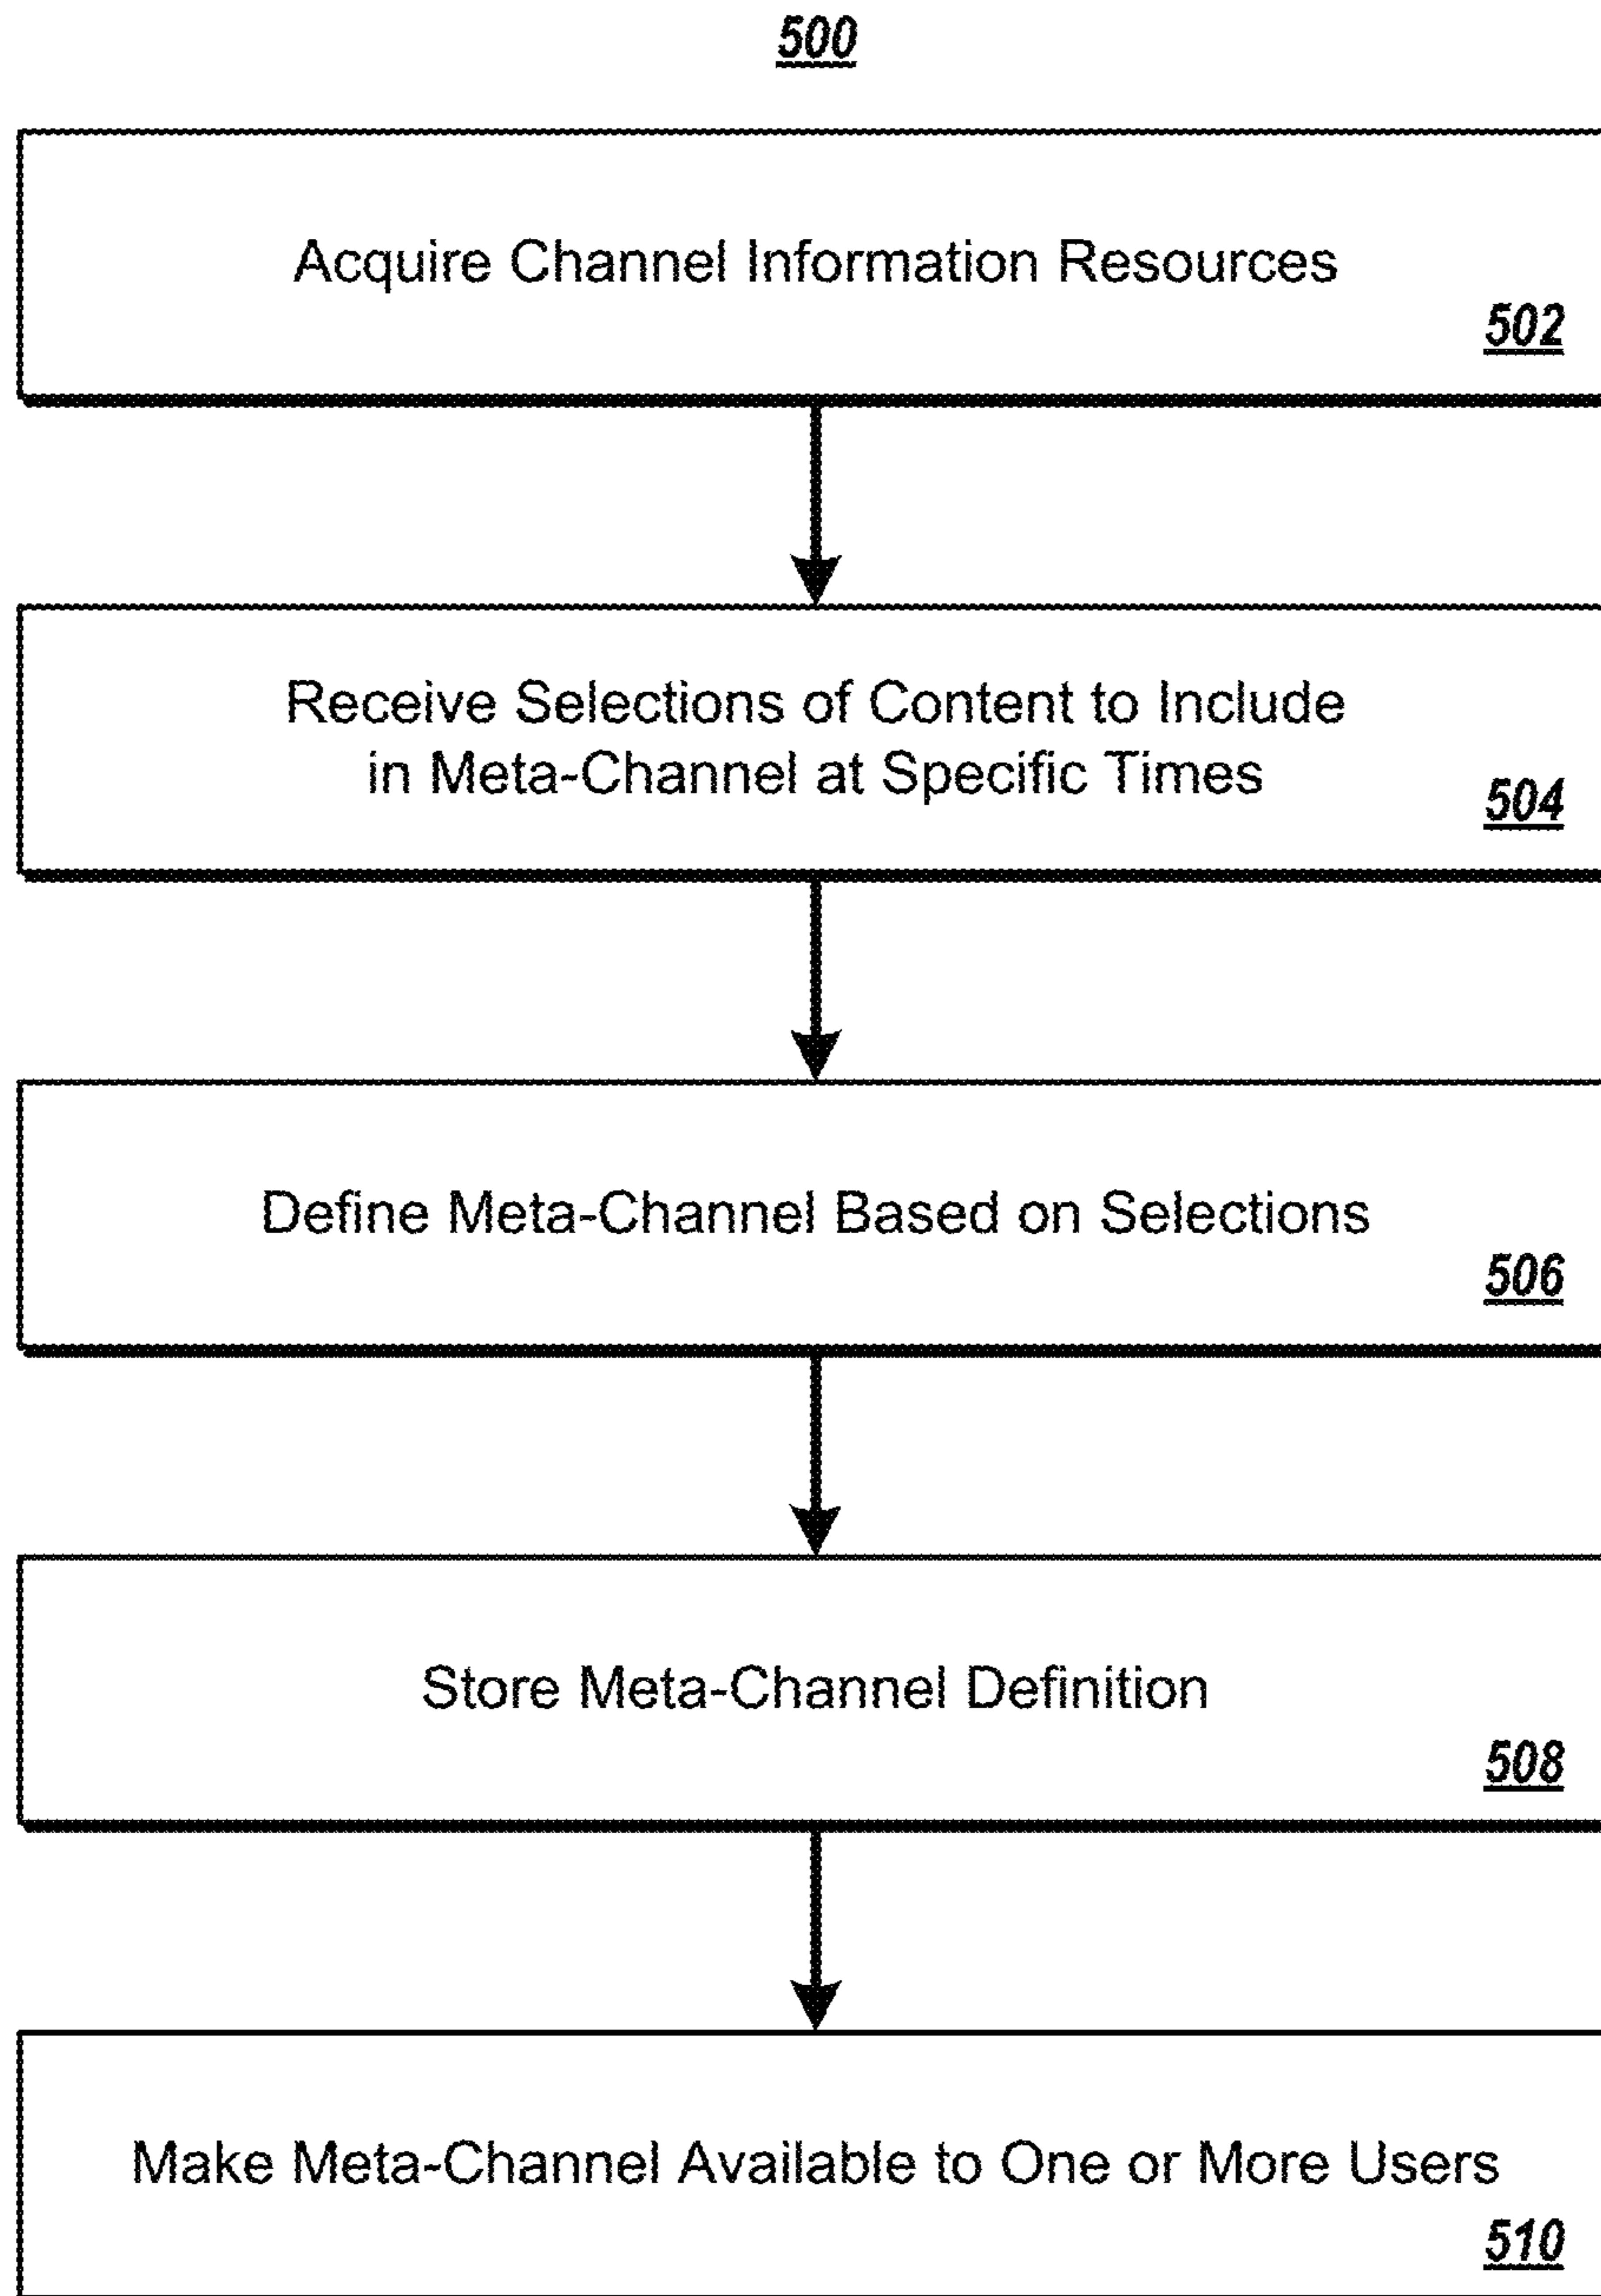 500
Acquire Channel Information Resources
502
Receive Selections of Content to Include
in Meta-Channel at Specific Times
504
Define Meta-Channel Based on Selections
506
Store Meta-Channel Definition
508
Make Meta-Channel Available to One or More Users
510